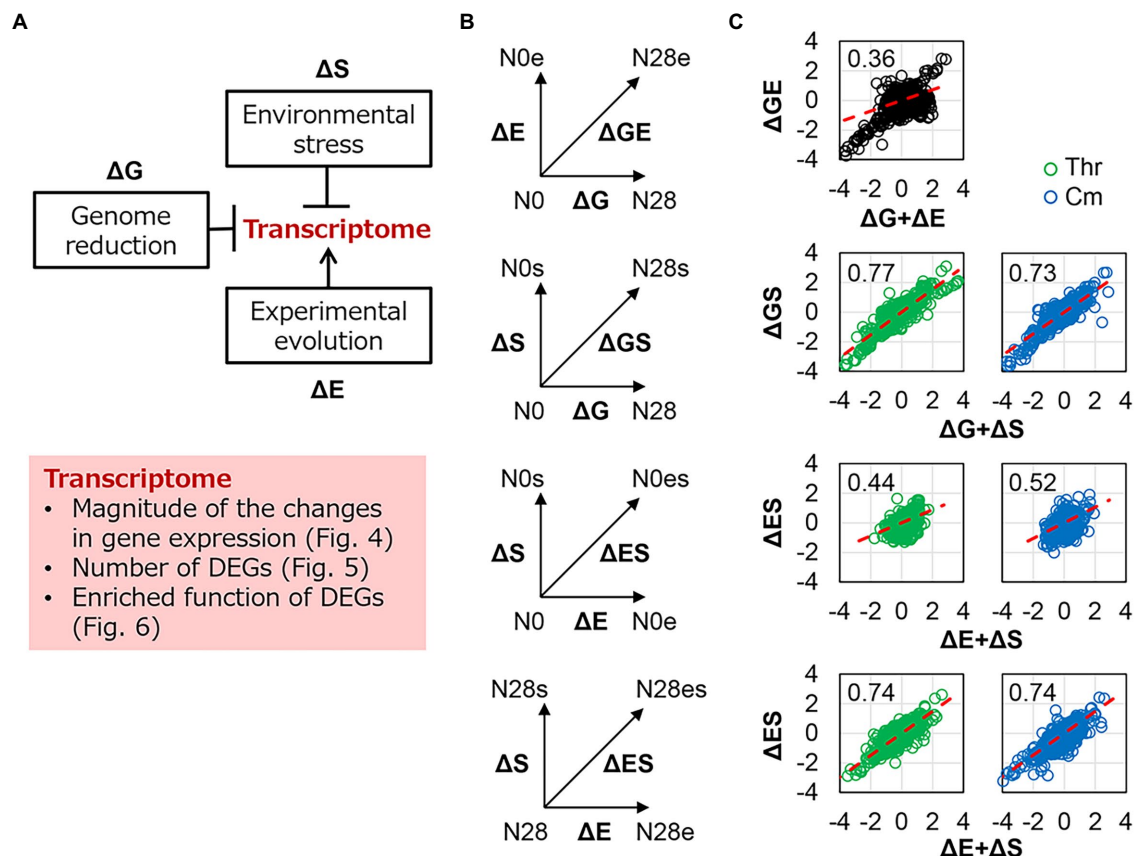 A
ΔS
Environmental
stress
ΔG
Genome
reduction
Transcriptome
Experimental
evolution
ΔE
Transcriptome
• Magnitude of the changes
in gene expression (Fig. 4)
• Number of DEGs (Fig. 5)
• Enriched function of DEGs
(Fig. 6)
B
N0e N28e
ΔE ΔGE
N0 ΔG N28
N0s N28s
ΔS ΔGS
N0 ΔG N28
N0s N0es
ΔS ΔES
N0 ΔE N0e
N28s N28es
ΔS ΔES
N28 ΔE N28e
C
ΔGE
4
2
0
-2
-4
0.36
-4 -2 0 2 4
ΔG+ΔE
Thr
Cm
ΔGS
4
2
0
-2
-4
0.77 0.73
-4 -2 0 2 4 -4 -2 0 2 4
ΔG+ΔS
ΔES
4
2
0
-2
-4
0.44 0.52
-4 -2 0 2 4 -4 -2 0 2 4
ΔE+ΔS
ΔES
4
2
0
-2
-4
0.74 0.74
-4 -2 0 2 4 -4 -2 0 2 4
ΔE+ΔS